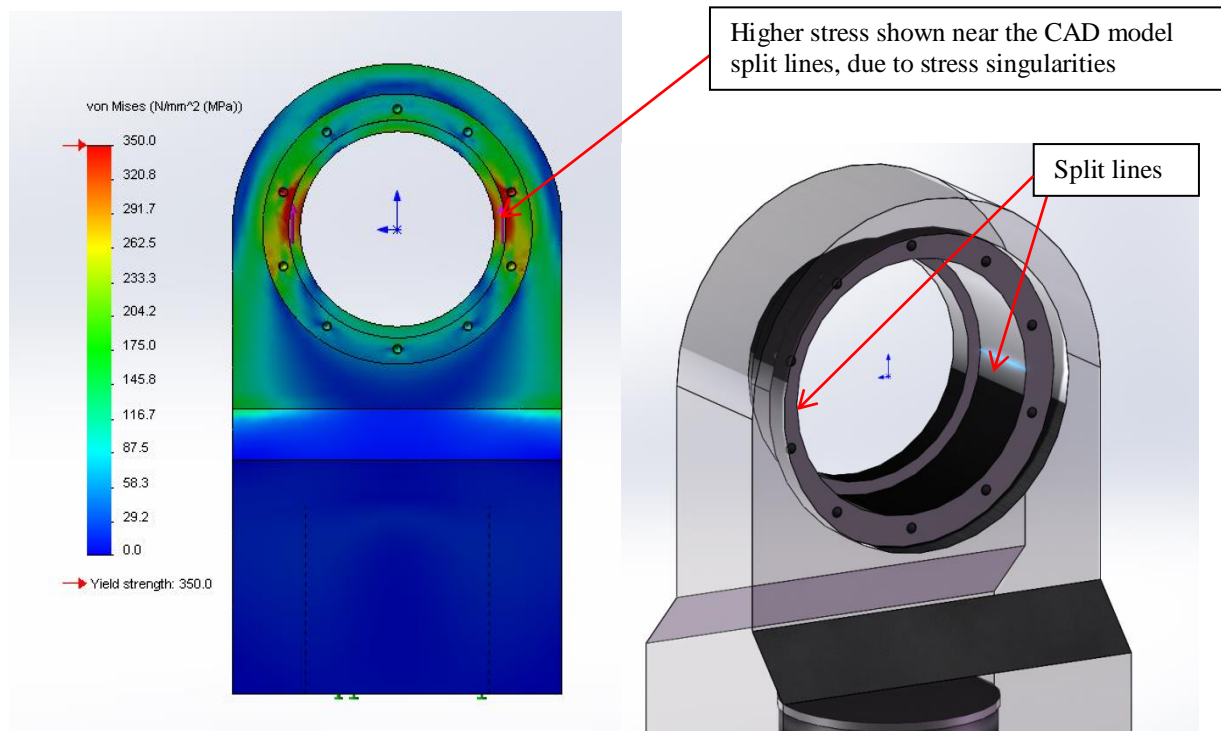 Higher stress shown near the CAD model
split lines, due to stress singularities
von Mises (N/mm^2 (MPa))
350.0
320.8
291.7
262.5
233.3
204.2
175.0
145.8
116.7
87.5
58.3
29.2
0.0
Yield strength: 350.0
Split lines